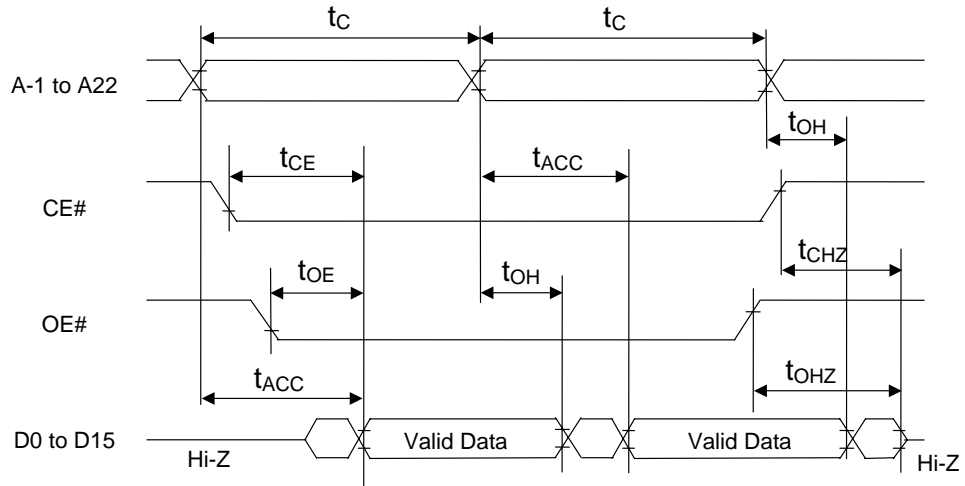 tC tC
A-1 to A22
tOH
tCE tACC
CE#
tCHZ
tOE tOH
OE#
tOHZ
tACC
D0 to D15 Valid Data Valid Data
Hi-Z Hi-Z